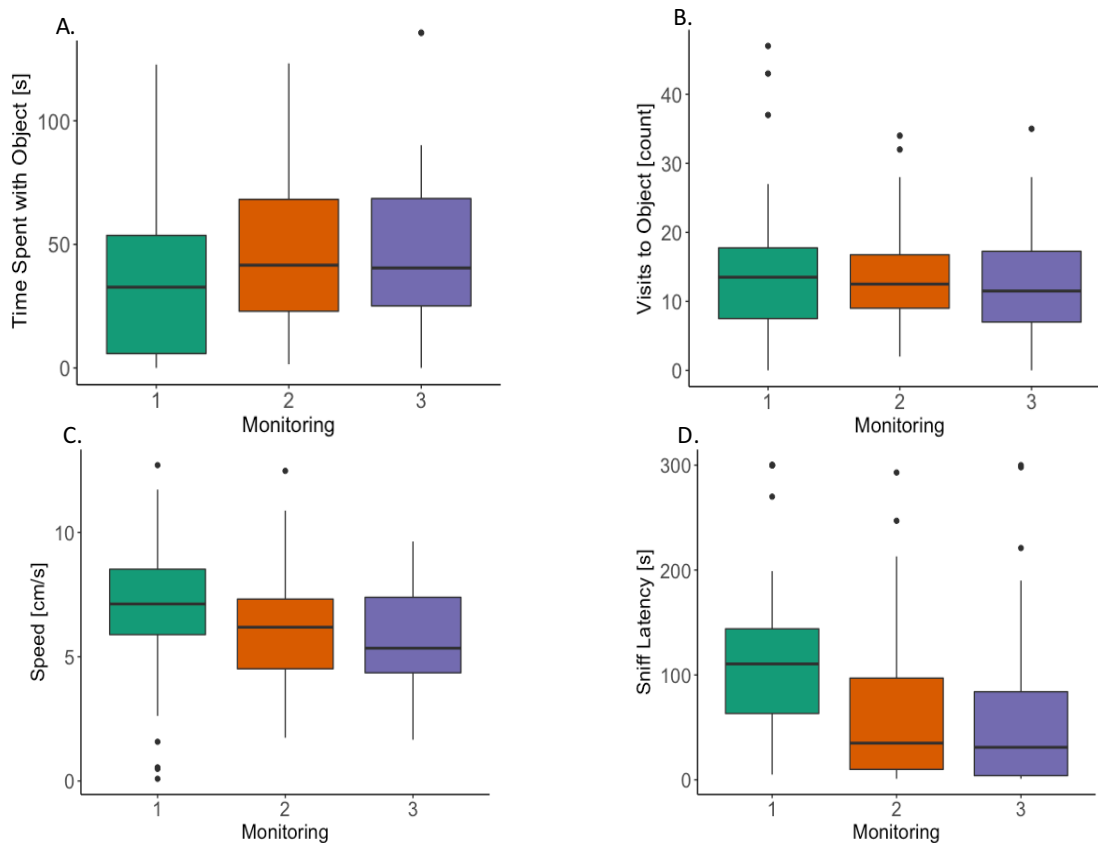 A.
Time Spent with Object [s]
100
50
0
1 2 3
Monitoring
B.
Visits to Object [count]
40
30
20
10
0
1 2 3
Monitoring
C.
Speed [cm/s]
10
5
0
1 2 3
Monitoring
D.
Sniff Latency [s]
300
200
100
0
1 2 3
Monitoring